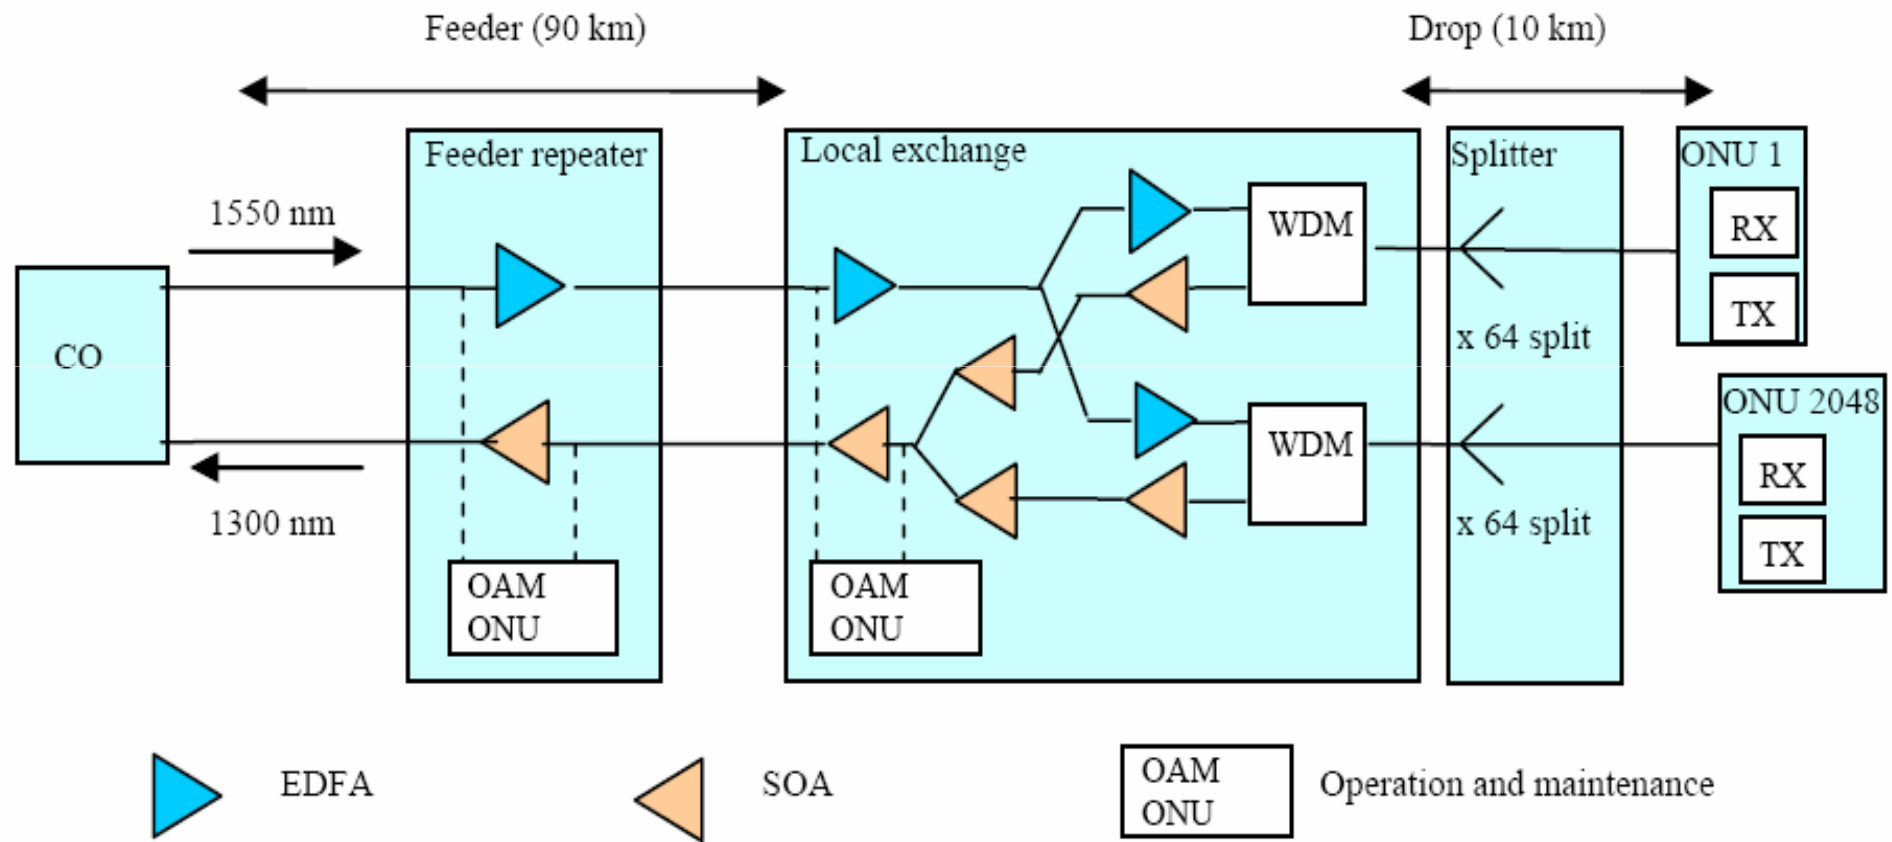 Feeder (90 km)
Drop (10 km)
Feeder repeater
Local exchange
Splitter
ONU 1
1550 nm
WDM
RX
TX
CO
x 64 split
ONU 2048
WDM
RX
TX
1300 nm
x 64 split
OAM
ONU
OAM
ONU
EDFA
SOA
OAM
ONU
Operation and maintenance